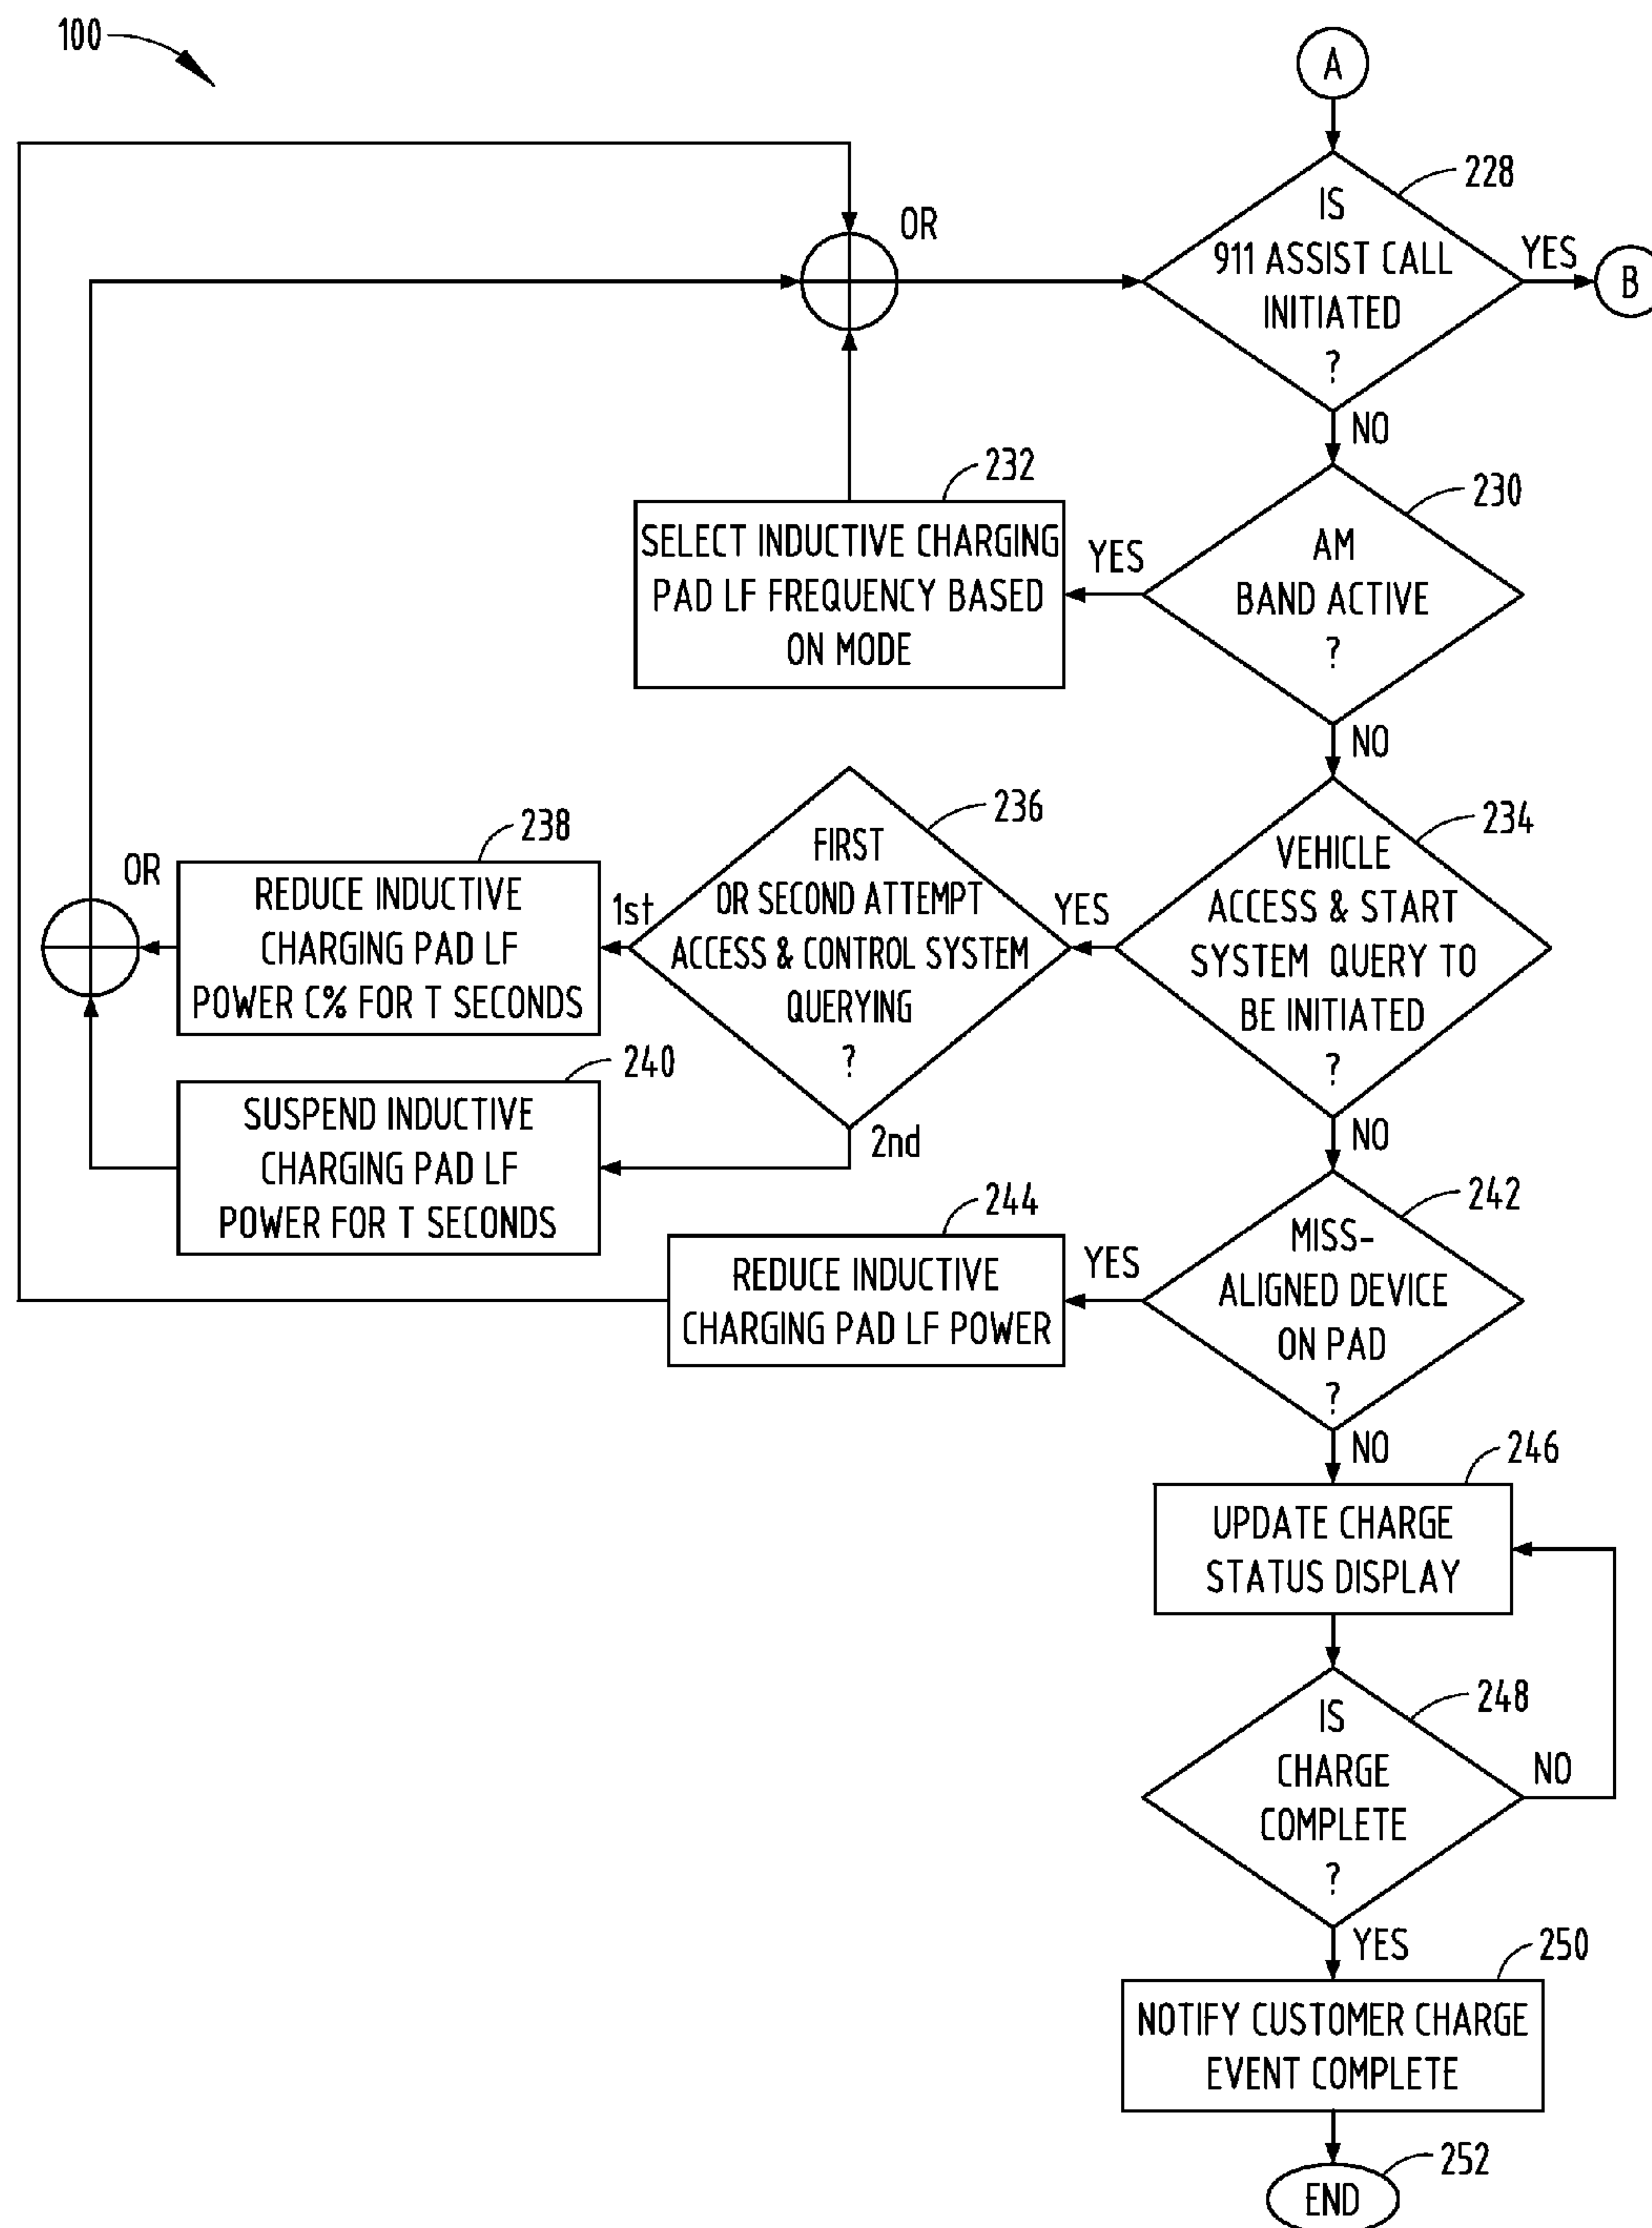 100
A
228
IS
911 ASSIST CALL
INITIATED
?
YES
B
OR
NO
232
SELECT INDUCTIVE CHARGING
PAD LF FREQUENCY BASED
ON MODE
YES
230
AM
BAND ACTIVE
?
NO
234
VEHICLE
ACCESS & START
SYSTEM QUERY TO
BE INITIATED
?
YES
236
FIRST
OR SECOND ATTEMPT
ACCESS & CONTROL SYSTEM
QUERYING
?
1st
238
REDUCE INDUCTIVE
CHARGING PAD LF
POWER C% FOR T SECONDS
OR
2nd
240
SUSPEND INDUCTIVE
CHARGING PAD LF
POWER FOR T SECONDS
NO
242
MISS-
ALIGNED DEVICE
ON PAD
?
YES
244
REDUCE INDUCTIVE
CHARGING PAD LF POWER
NO
246
UPDATE CHARGE
STATUS DISPLAY
248
IS
CHARGE
COMPLETE
?
NO
YES
250
NOTIFY CUSTOMER CHARGE
EVENT COMPLETE
252
END